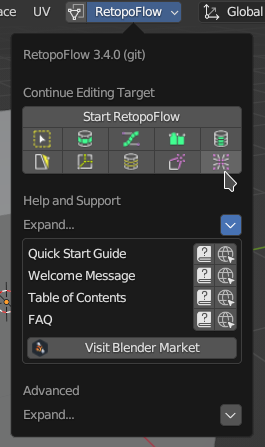 ce UV RetopoFlow Global
RetopoFlow 3.4.0 (git)
Continue Editing Target
Start RetopoFlow
Help and Support
Expand...
Quick Start Guide
Welcome Message
Table of Contents
FAQ
Visit Blender Market
Advanced
Expand...